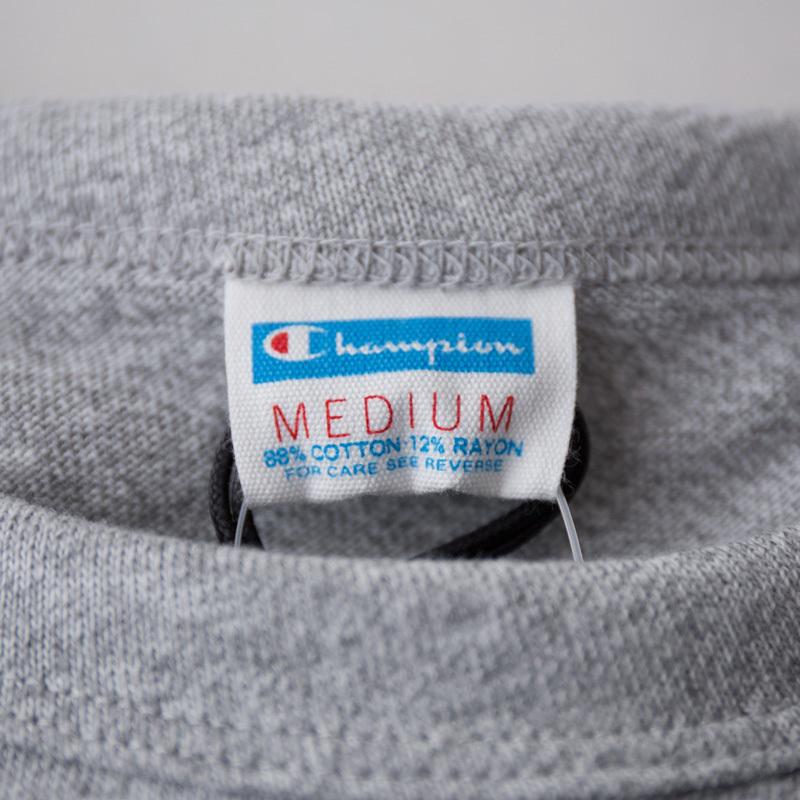 Champion
MEDIUM
88% COTTON·12% RAYON
FOR CARE SEE REVERSE